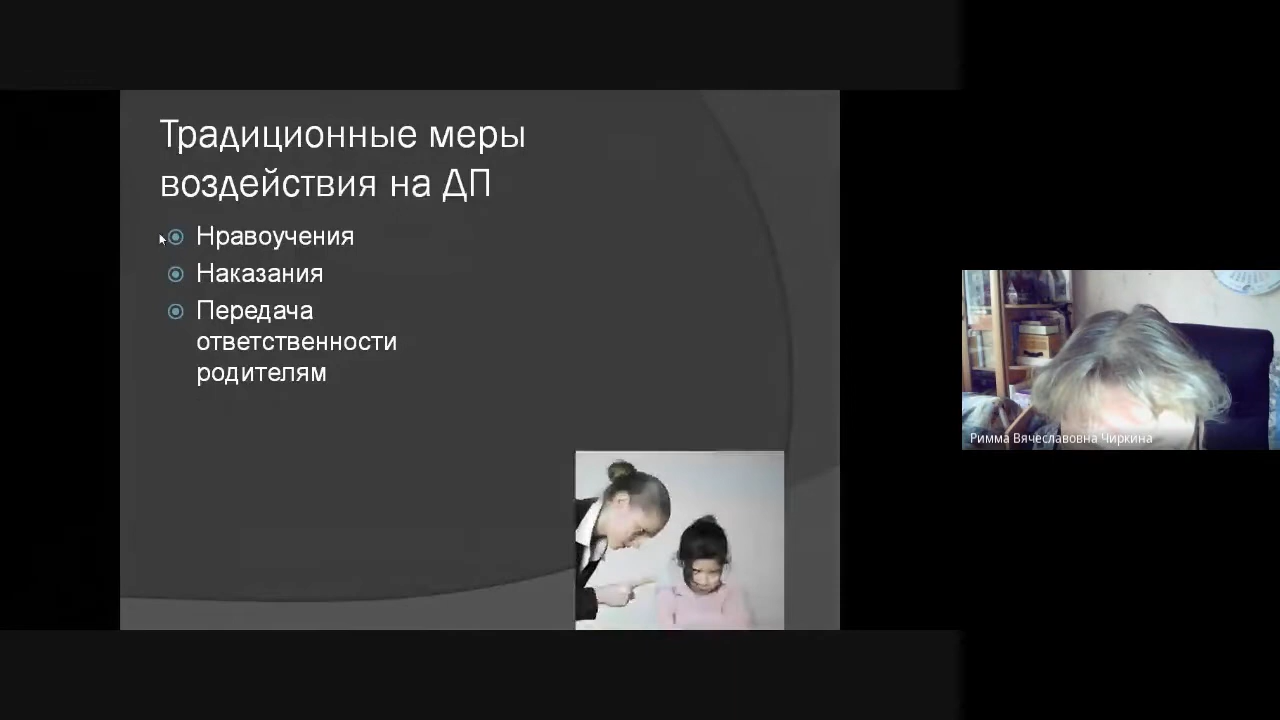 Традиционные меры
воздействия на ДП
Нравоучения
Наказания
Передача
ответственности
родителям
Римма Вячеславовна Чиркина